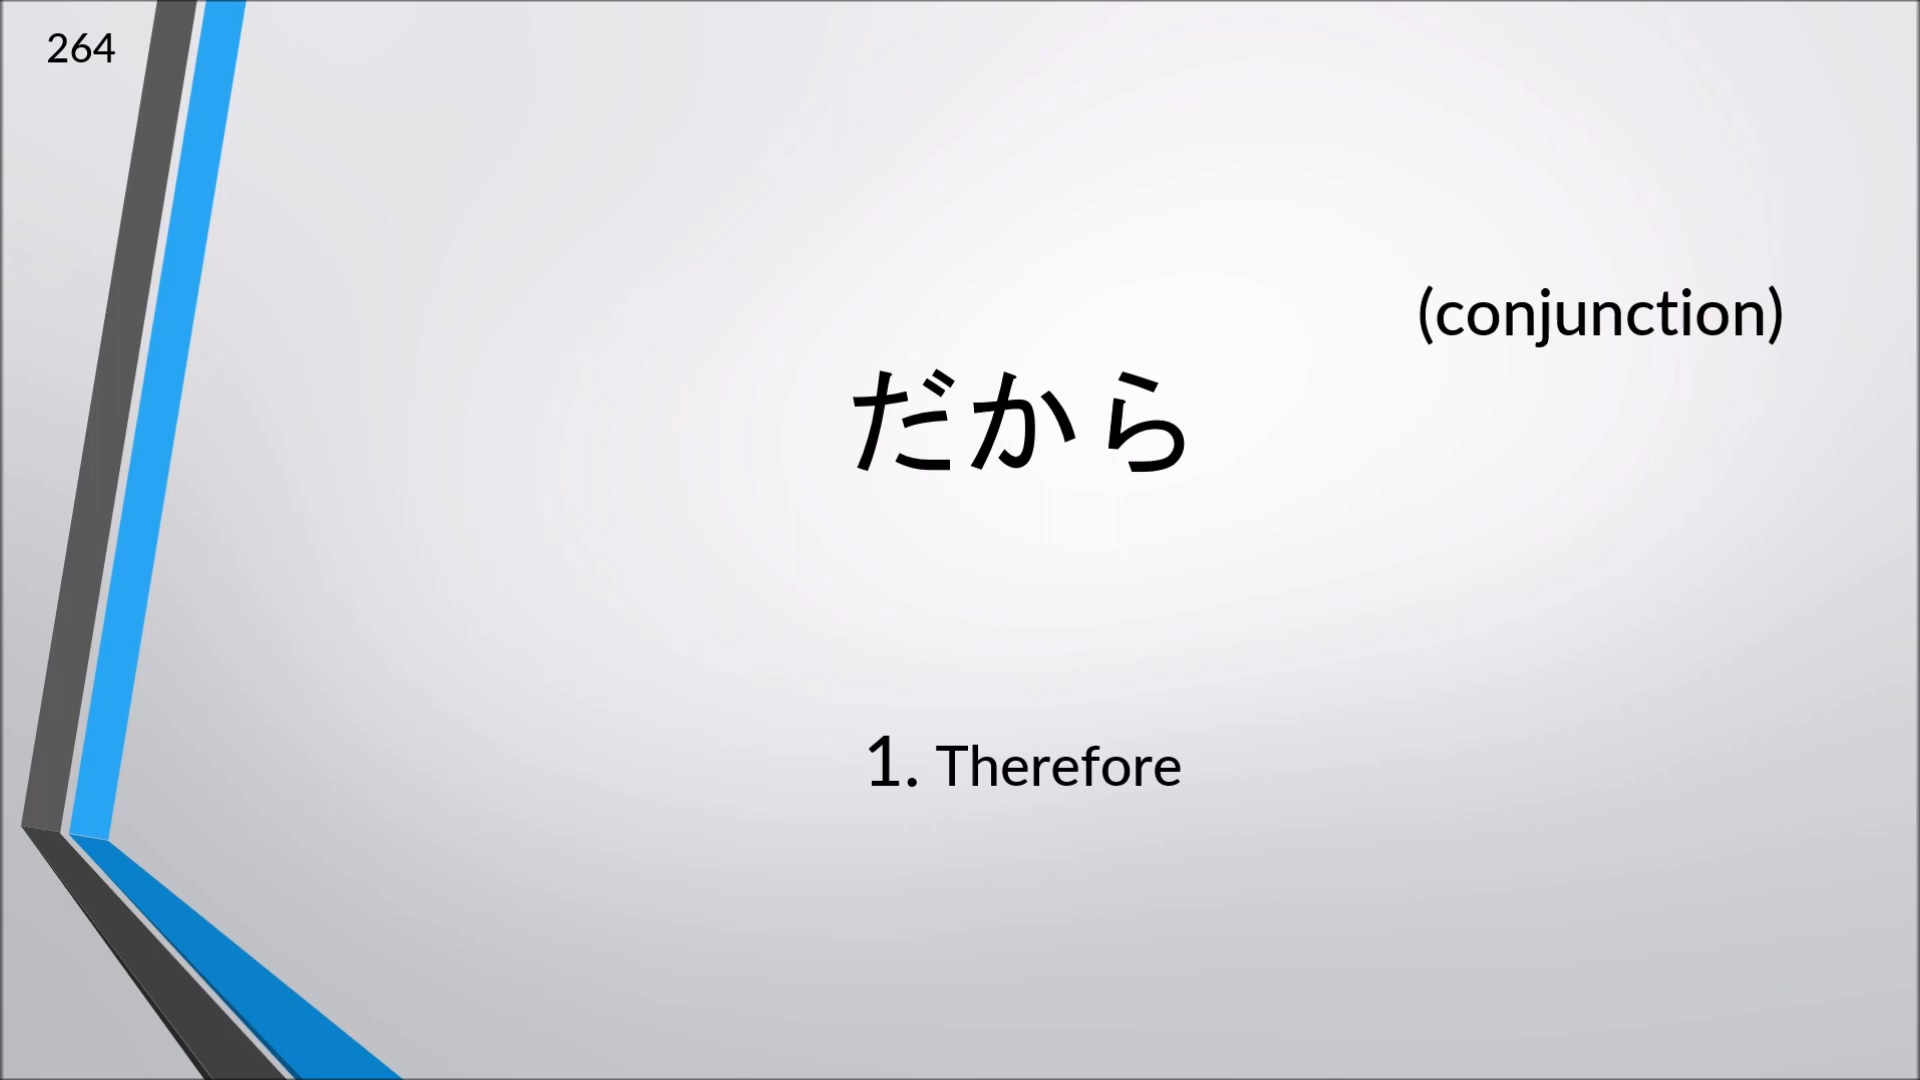 264
(conjunction)
だから
1. Therefore